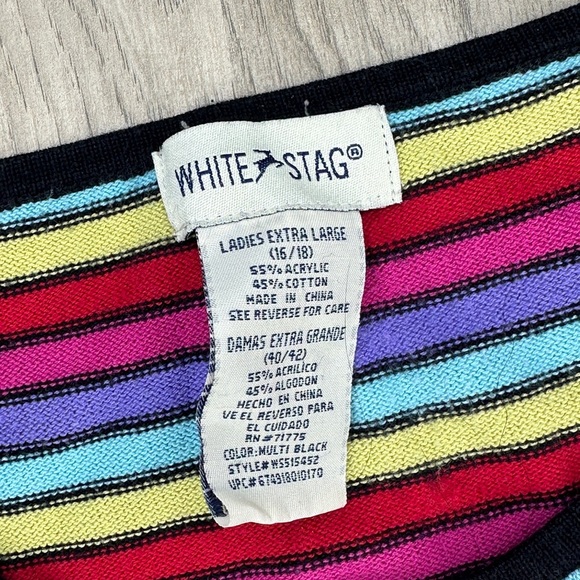 WHITE STAG®
LADIES EXTRA LARGE
(16/18)
55% ACRYLIC
45% COTTON
MADE IN CHINA
SEE REVERSE FOR CARE
DAMAS EXTRA GRANDE
(40/42)
55% ACRILICO
45% ALGODON
HECHO EN CHINA
VE EL REVERSO PARA
EL CUIDADO
RN#71775
COLOR:MULTI BLACK
STYLE#WS515452
UPC#674918010170